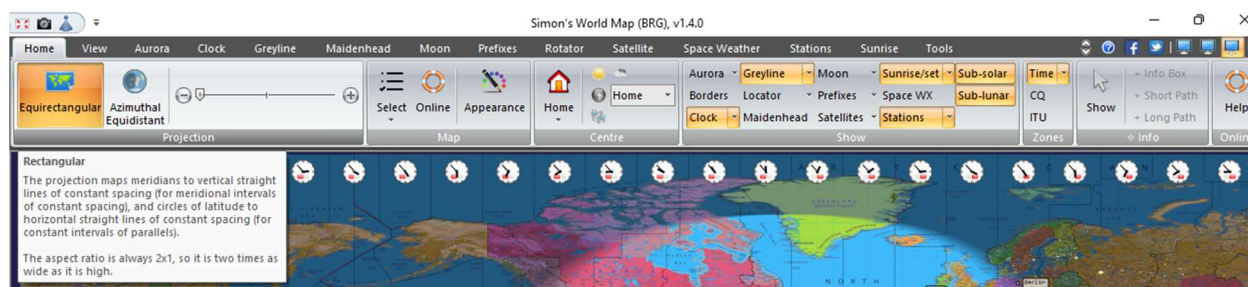 Simon's World Map (BRG), v1.4.0
Home View Aurora Clock Greyline Maidenhead Moon Prefixes Rotator Satellite Space Weather Stations Sunrise Tools
Equirectangular
Azimuthal
Equidistant
Projection
Select Online Appearance
Map
Home
Home
Centre
Aurora Greyline Moon Sunrise/set Sub-solar
Borders Locator Prefixes Space WX Sub-lunar
Clock Maidenhead Satellites Stations
Show
Time
CQ
ITU
Zones
Show
Info Box
Short Path
Long Path
Info
Help
Online
Rectangular
The projection maps meridians to vertical straight
lines of constant spacing (for meridional intervals
of constant spacing), and circles of latitude to
horizontal straight lines of constant spacing (for
constant intervals of parallels).
The aspect ratio is always 2x1, so it is two times as
wide as it is high.
GREENLAND
NORTH
Berlin